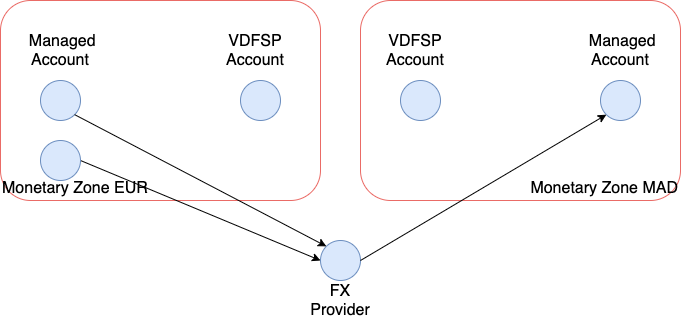 Managed
Account
VDFSP
Account
VDFSP
Account
Managed
Account
Monetary Zone EUR
Monetary Zone MAD
FX
Provider